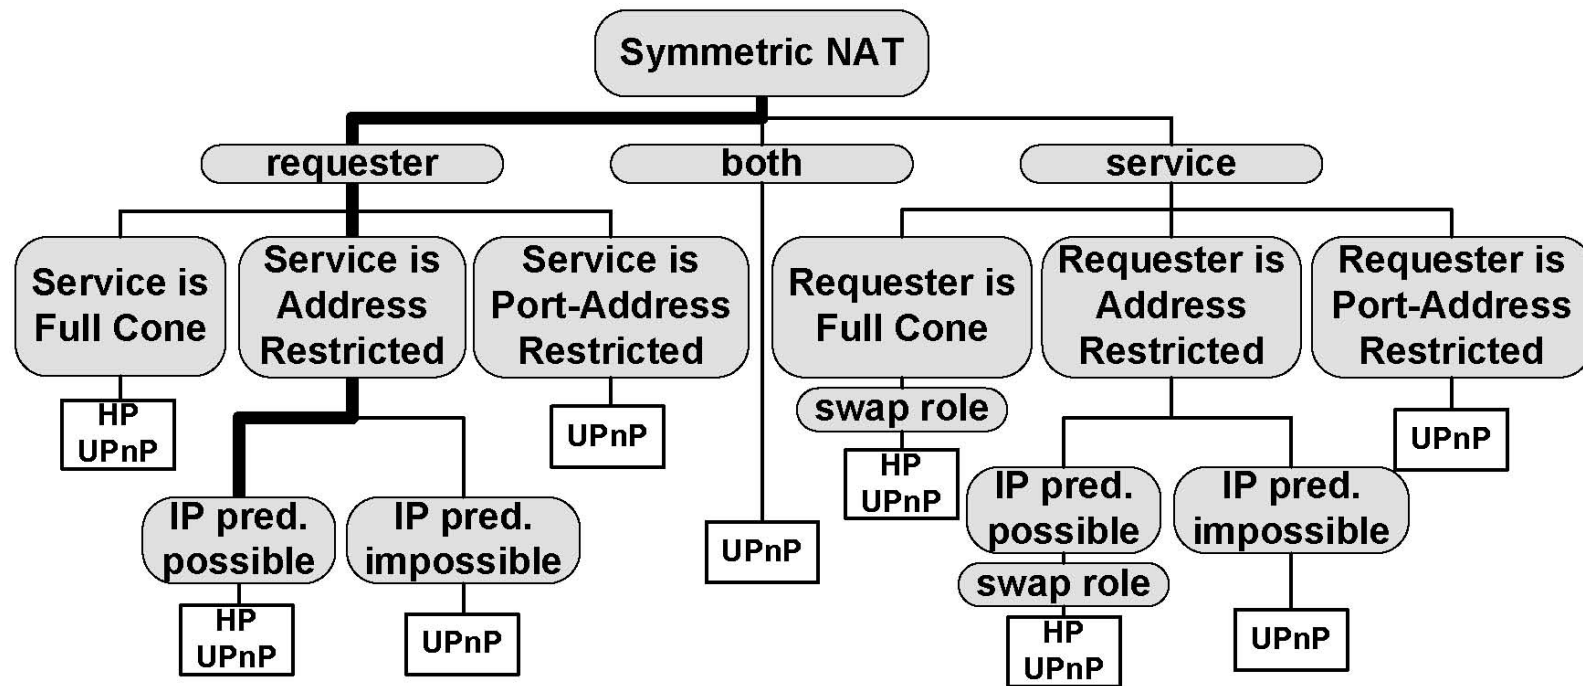 Symmetric NAT
requester
both
service
Service is
Full Cone
Service is
Address
Restricted
Service is
Port-Address
Restricted
Requester is
Full Cone
Requester is
Address
Restricted
Requester is
Port-Address
Restricted
HP
UPnP
UPnP
swap role
HP
UPnP
UPnP
IP pred.
possible
IP pred.
impossible
UPnP
IP pred.
possible
IP pred.
impossible
swap role
HP
UPnP
UPnP
HP
UPnP
UPnP